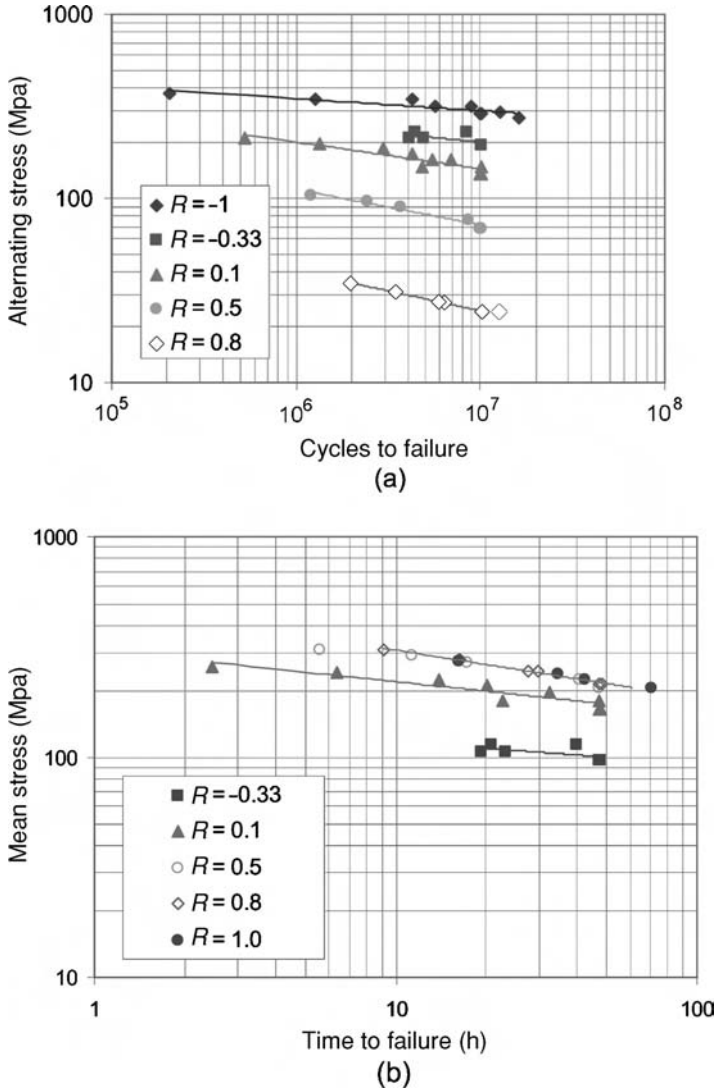 1000
Alternating stress (Mpa)
100
R = –1
R = –0.33
R = 0.1
R = 0.5
R = 0.8
10
10^5
10^6
10^7
10^8
Cycles to failure
(a)
1000
Mean stress (Mpa)
100
R = –0.33
R = 0.1
R = 0.5
R = 0.8
R = 1.0
10
1
10
100
Time to failure (h)
(b)